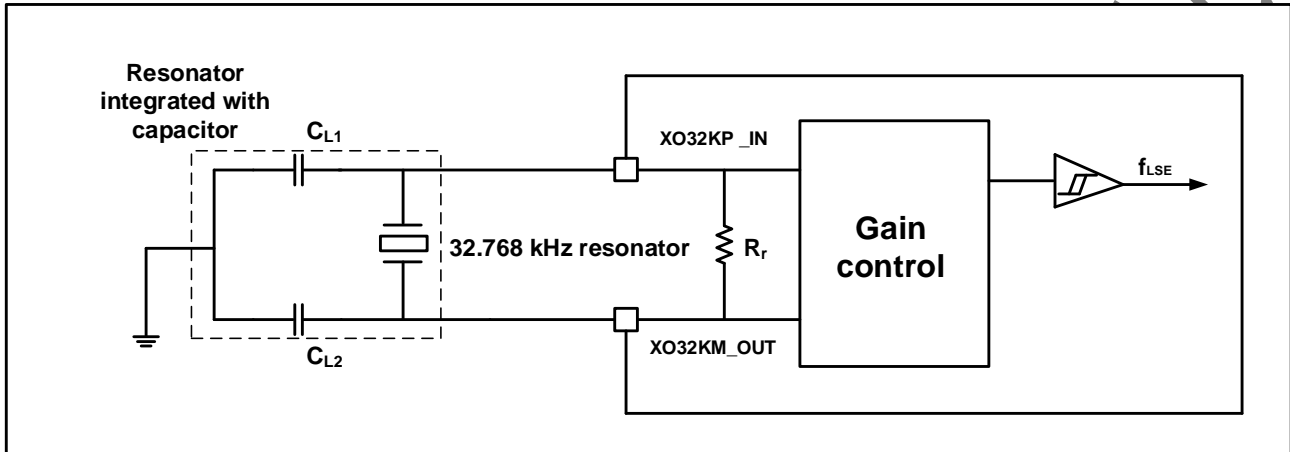 Resonator
integrated with
capacitor
CL1
XO32KP _IN
fLSE
32.768 kHz resonator
Rr
Gain
control
XO32KM_OUT
CL2